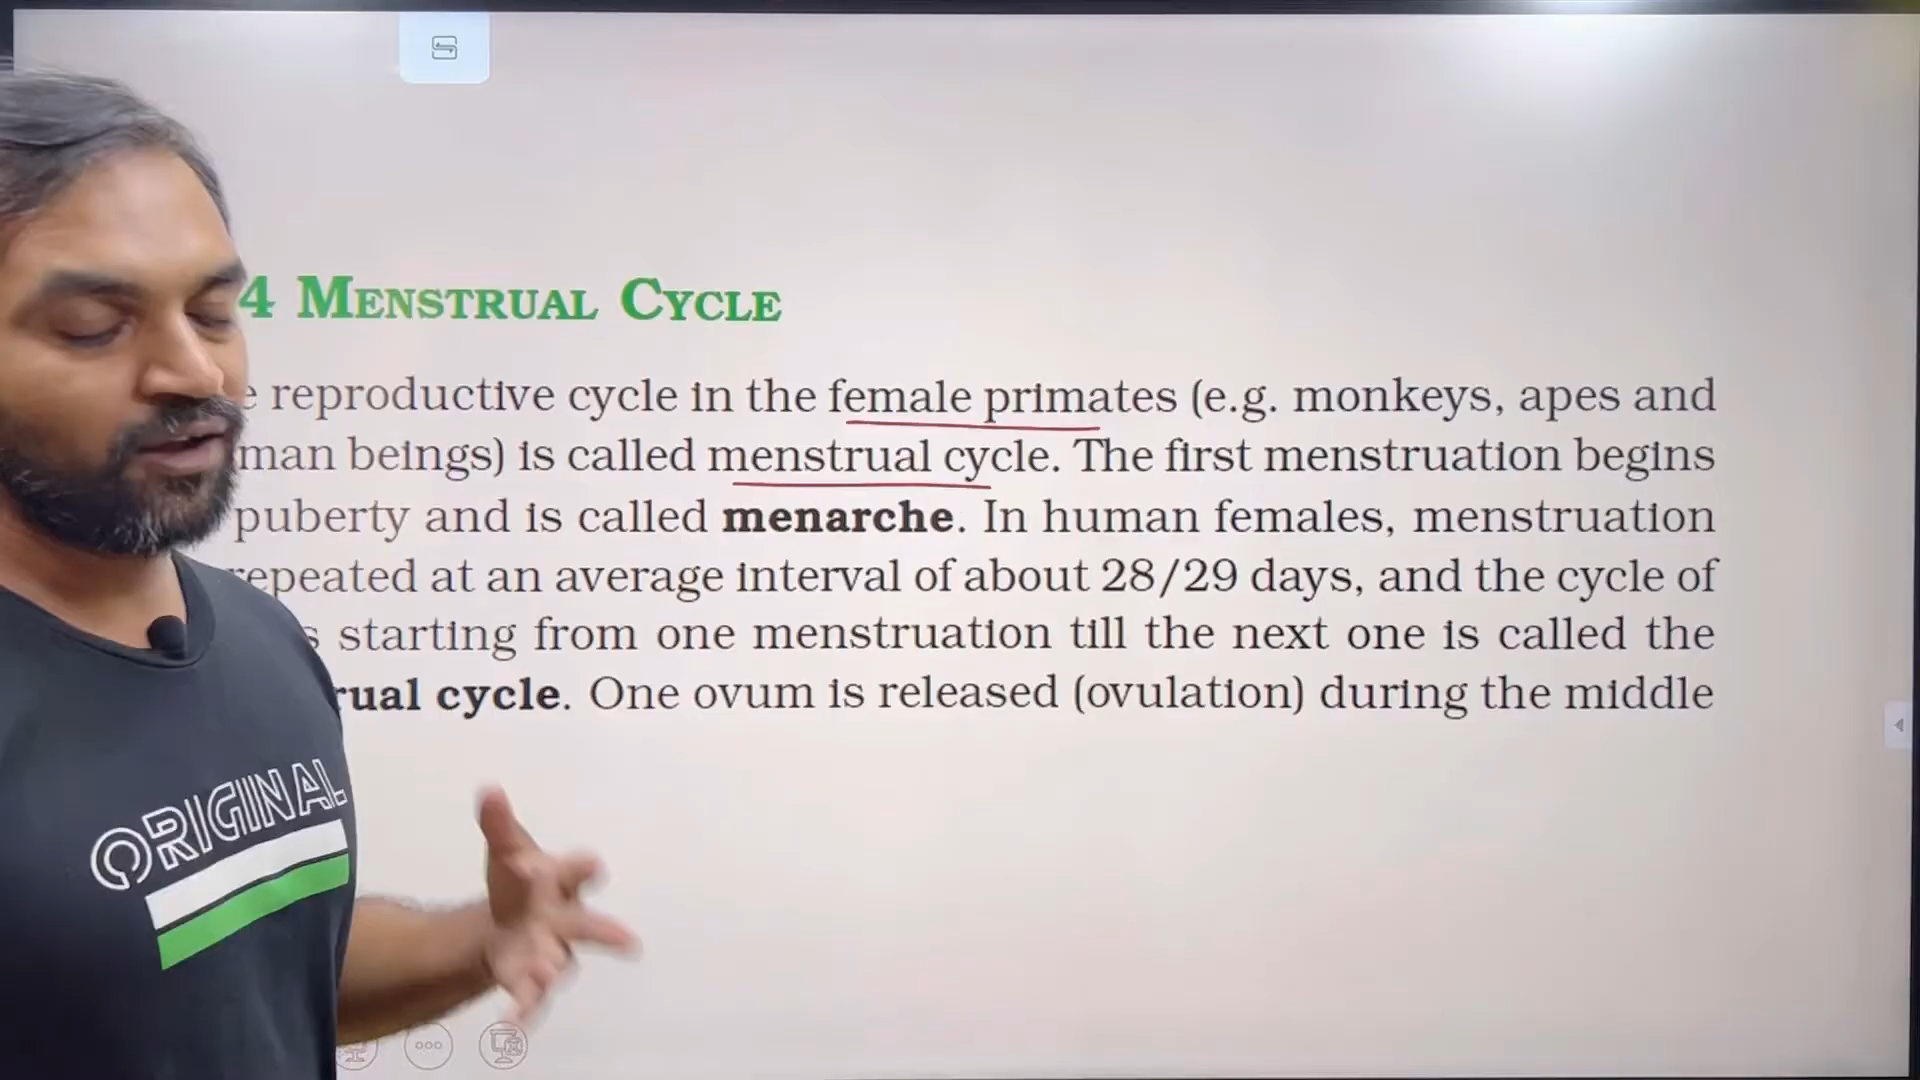 4 MENSTRUAL CYCLE
reproductive cycle in the female primates (e.g. monkeys, apes and
man beings) is called menstrual cycle. The first menstruation begins
puberty and is called menarche. In human females, menstruation
repeated at an average interval of about 28/29 days, and the cycle of
s starting from one menstruation till the next one is called the
rual cycle. One ovum is released (ovulation) during the middle
ORIGINAL